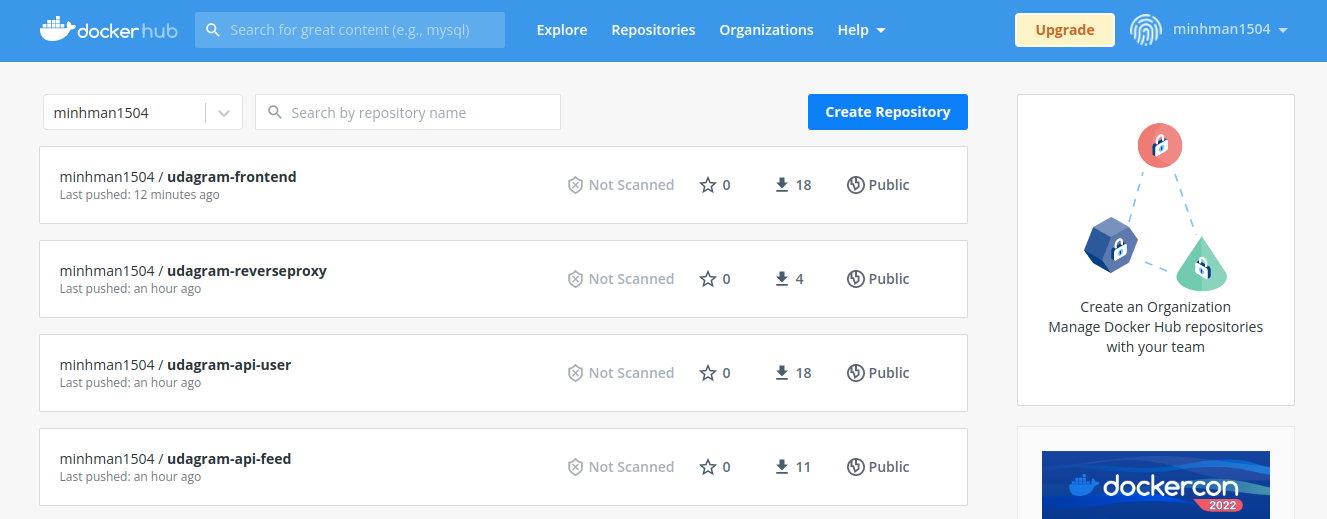 docker hub
Search for great content (e.g., mysql)
Explore
Repositories
Organizations
Help
Upgrade
minhman1504
minhman1504
Search by repository name
Create Repository
minhman1504 / udagram-frontend
Last pushed: 12 minutes ago
Not Scanned
0
18
Public
minhman1504 / udagram-reverseproxy
Last pushed: an hour ago
Not Scanned
0
4
Public
minhman1504 / udagram-api-user
Last pushed: an hour ago
Not Scanned
0
18
Public
minhman1504 / udagram-api-feed
Last pushed: an hour ago
Not Scanned
0
11
Public
Create an Organization
Manage Docker Hub repositories
with your team
dockercon
2022